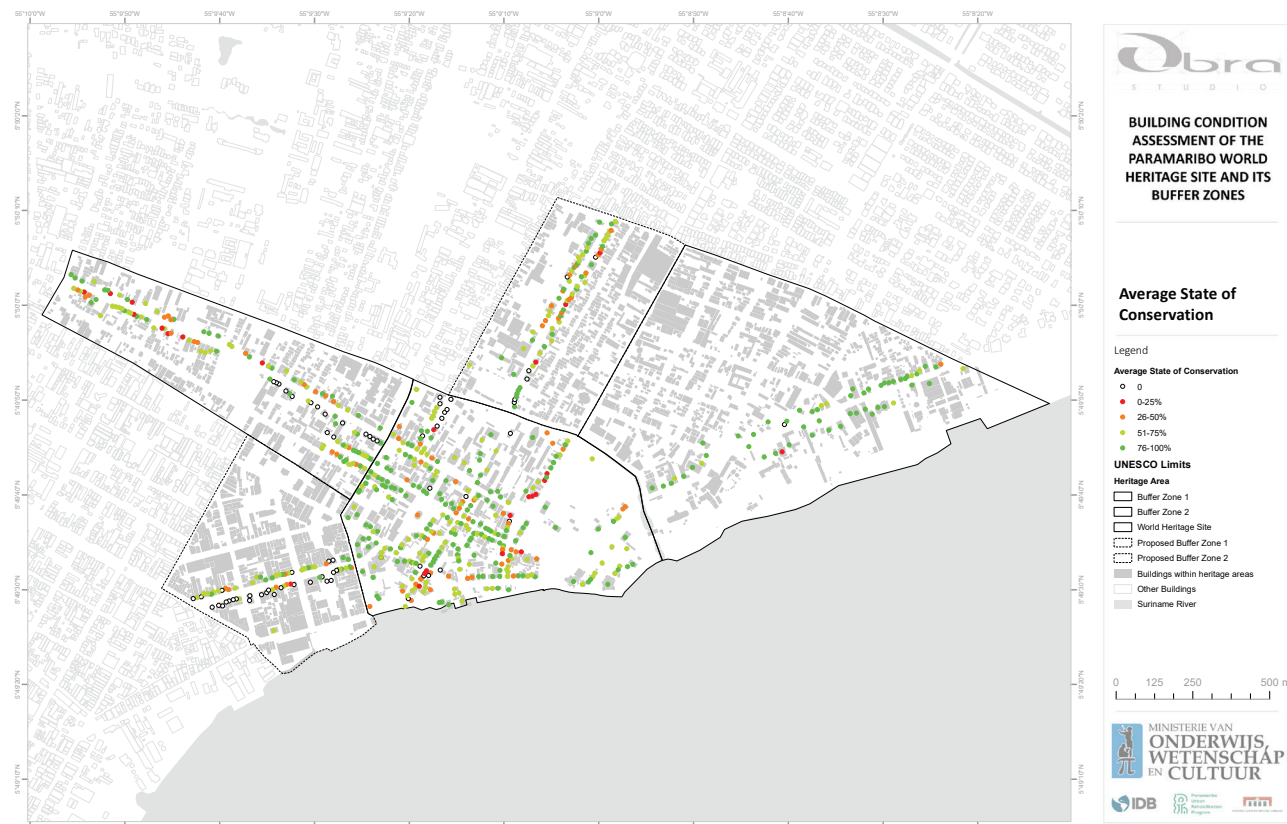 55°10'0"W 55°9'50"W 55°9'40"W 55°9'30"W 55°9'20"W 55°9'10"W 55°9'0"W 55°8'50"W 55°8'40"W 55°8'30"W 55°8'20"W
Obra
STUDIO
BUILDING CONDITION
ASSESSMENT OF THE
PARAMARIBO WORLD
HERITAGE SITE AND ITS
BUFFER ZONES
Average State of
Conservation
Legend
Average State of Conservation
0
0-25%
26-50%
51-75%
76-100%
UNESCO Limits
Heritage Area
Buffer Zone 1
Buffer Zone 2
World Heritage Site
Proposed Buffer Zone 1
Proposed Buffer Zone 2
Buildings within heritage areas
Other Buildings
Suriname River
0 125 250 500 m
MINISTERIE VAN
ONDERWIJS,
WETENSCHAP
EN CULTUUR
IDB
Paramaribo
Urban
Rehabilitation
Program